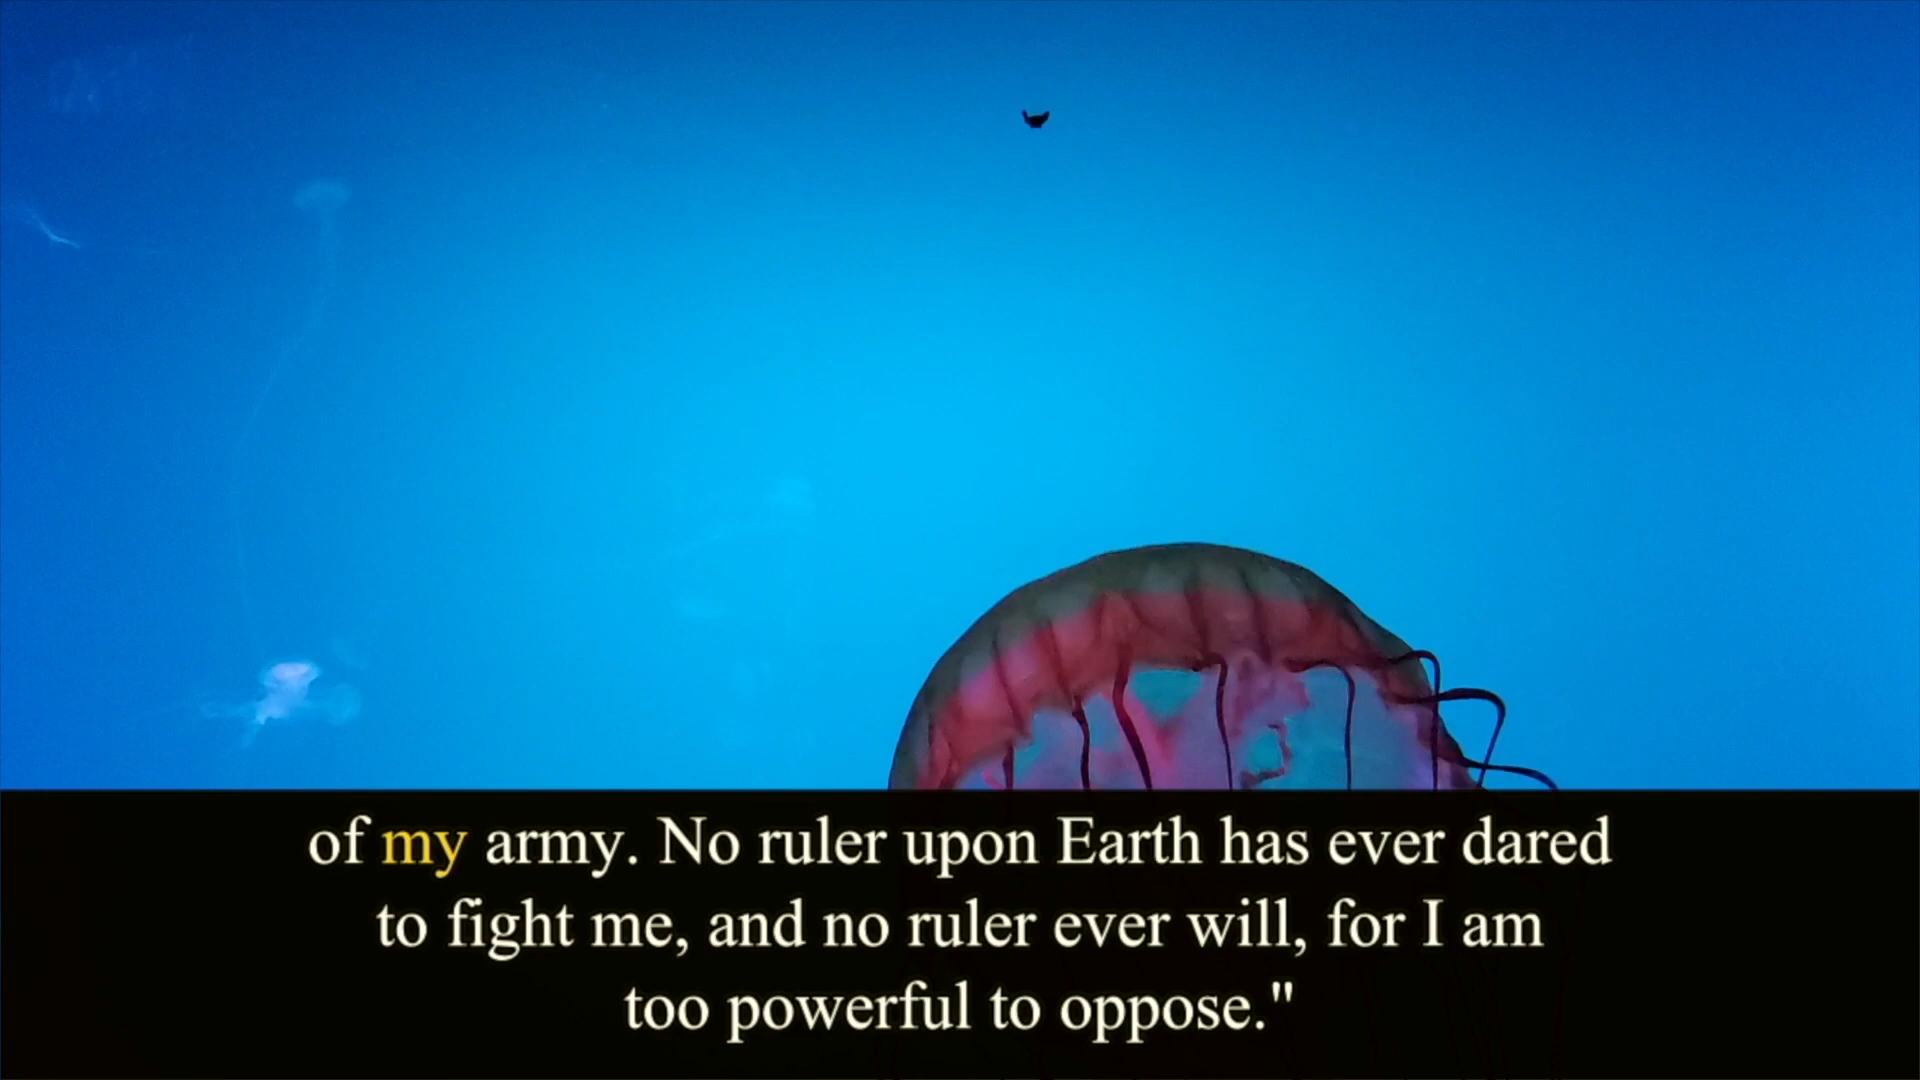 of my army. No ruler upon Earth has ever dared
to fight me, and no ruler ever will, for I am
too powerful to oppose."